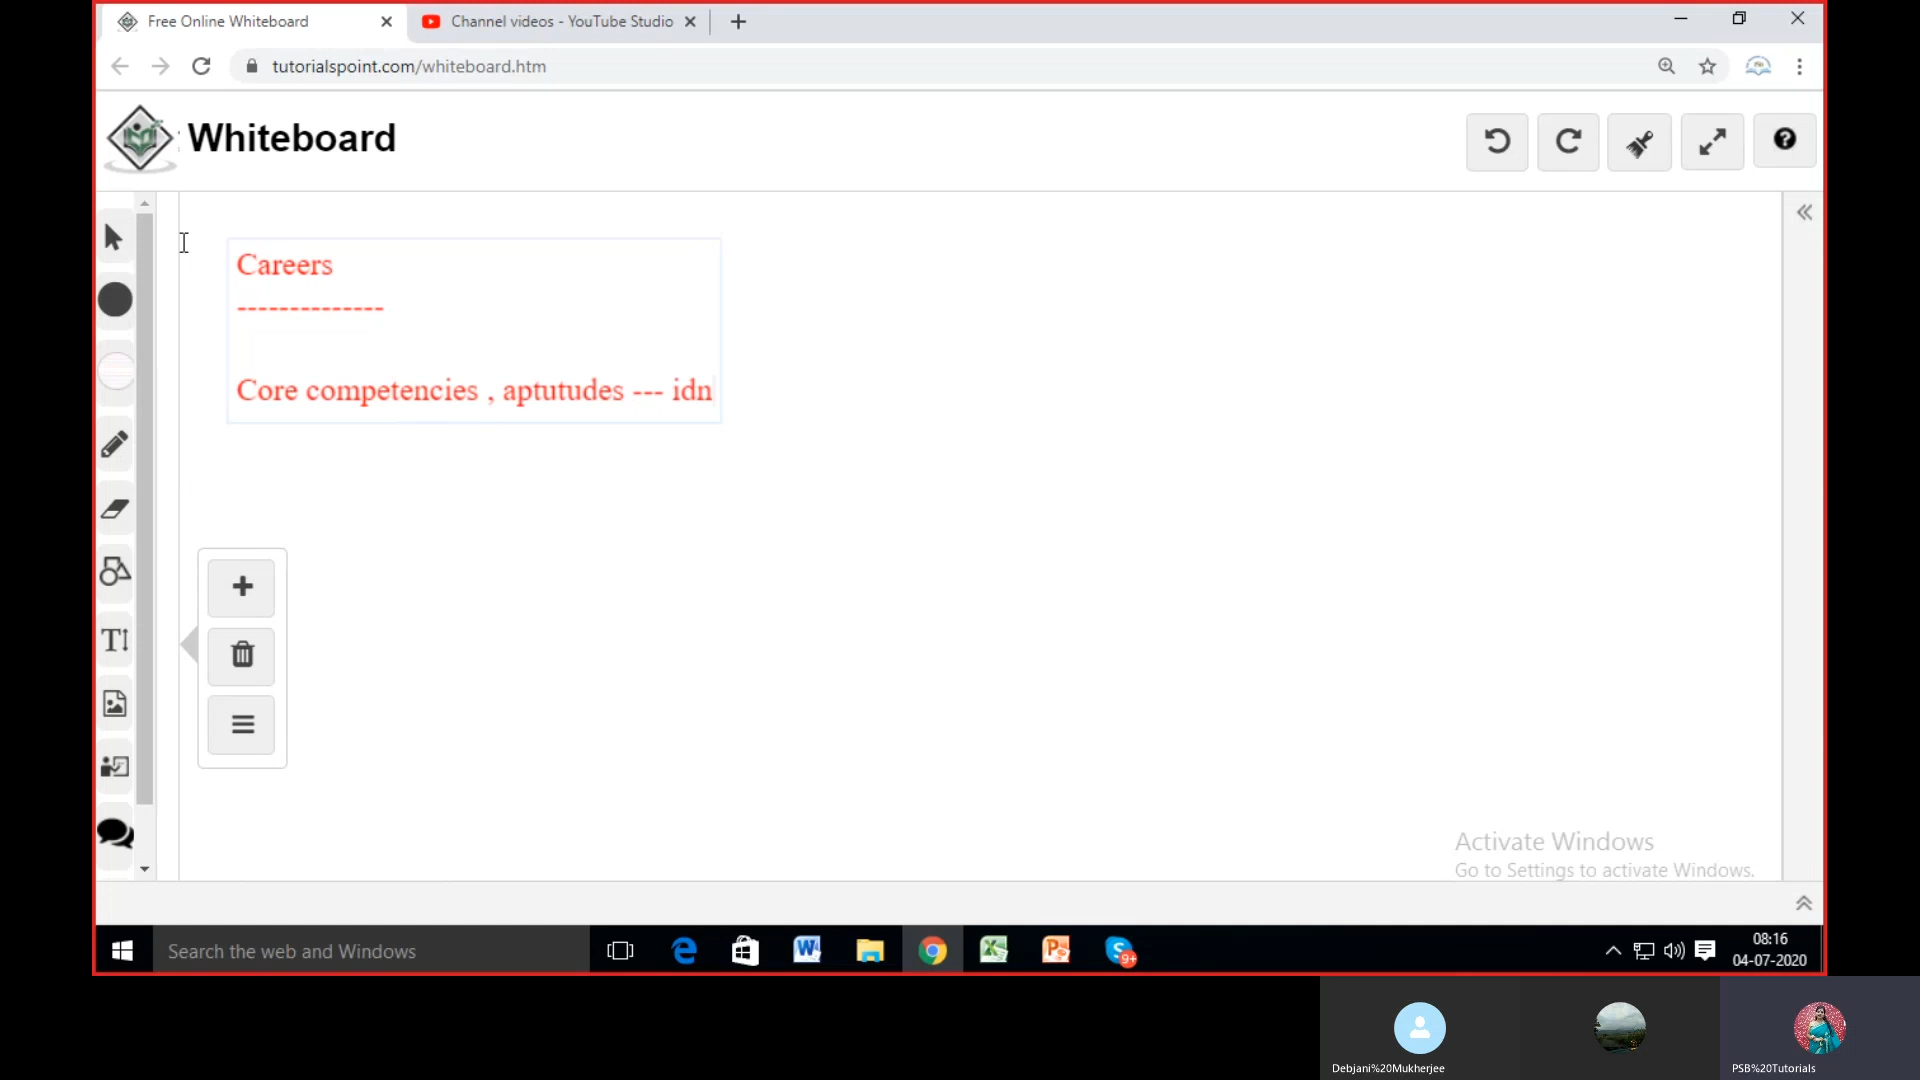 Free Online Whiteboard
Channel videos - YouTube Studio
tutorialspoint.com/whiteboard.htm
Whiteboard
Careers
--------------
Core competencies , aptutudes --- idn
T
Activate Windows
Go to Settings to activate Windows.
Search the web and Windows
9+
08:16
04-07-2020
Debjani%20Mukherjee
PSB%20Tutorials